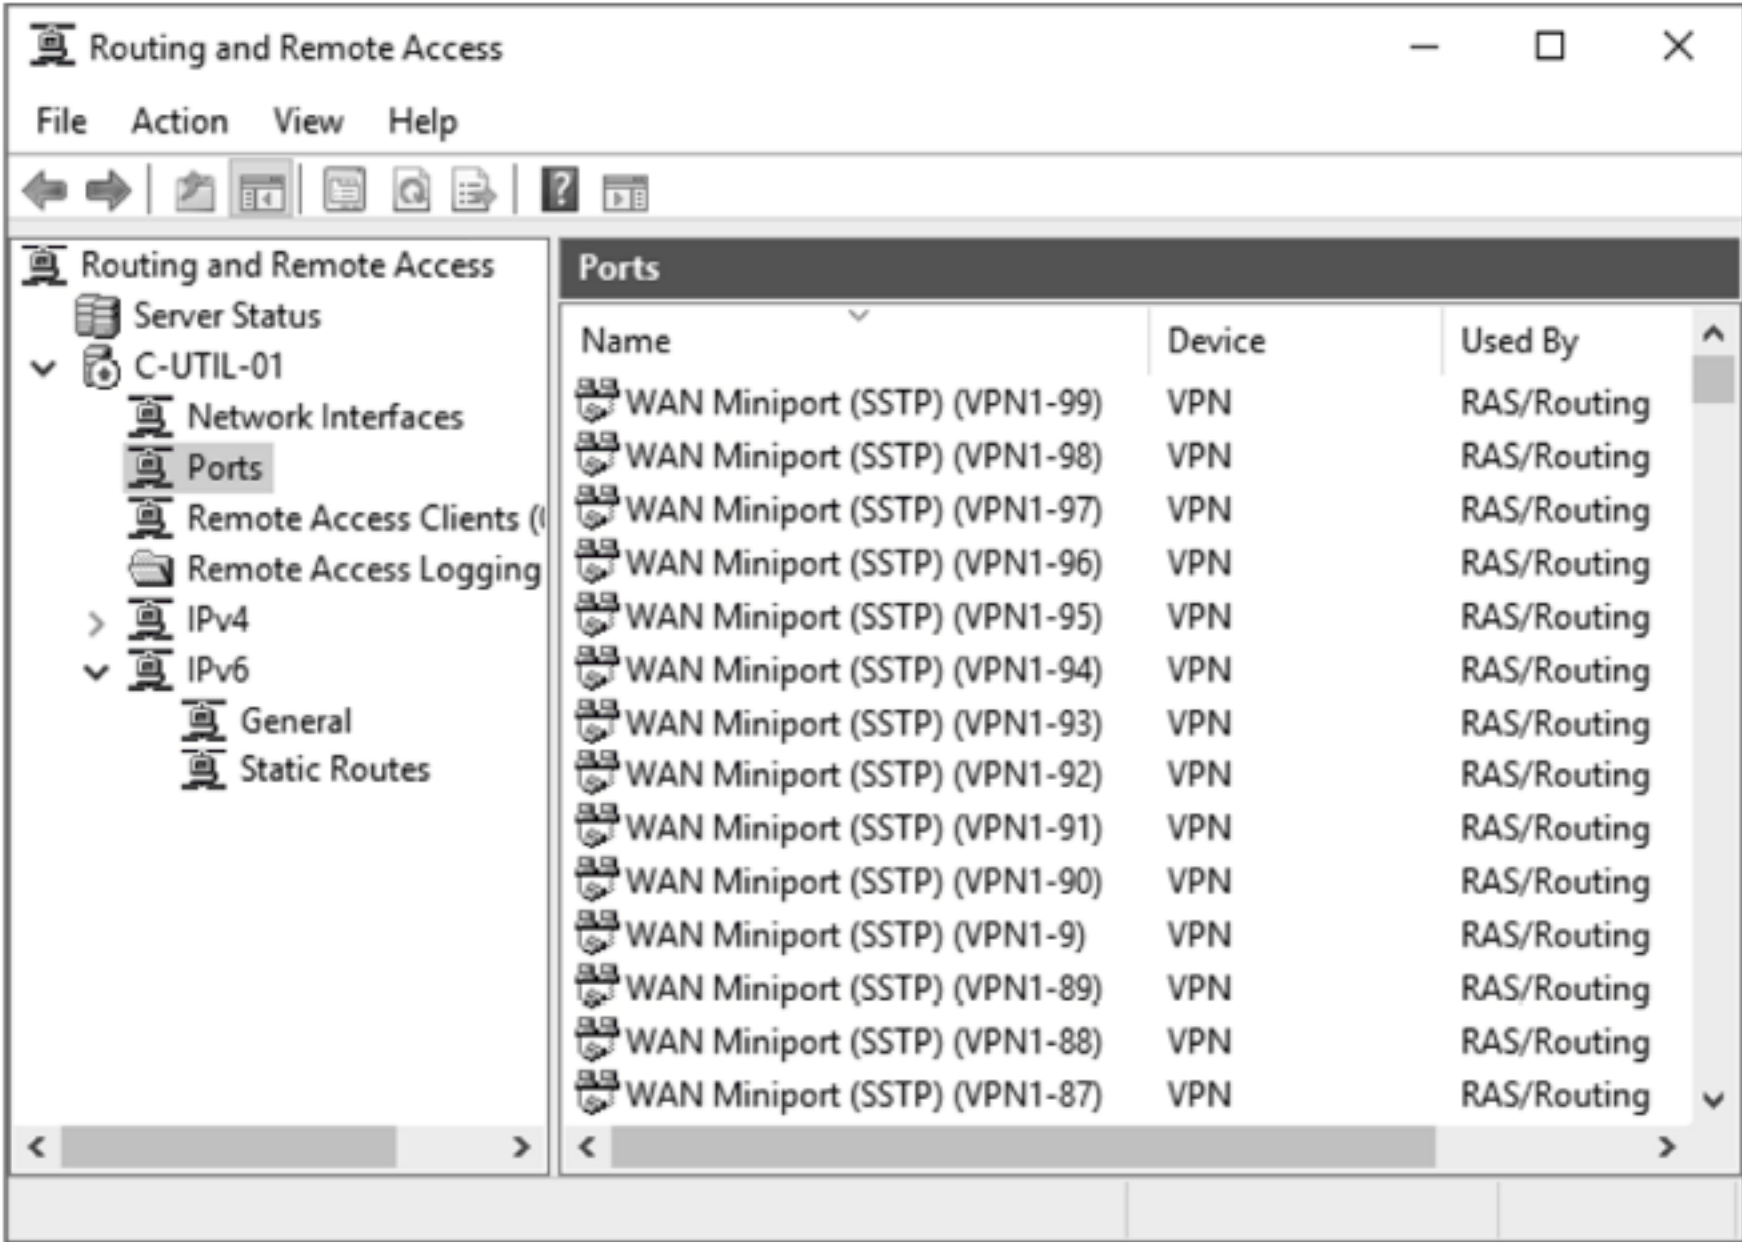 Routing and Remote Access
File Action View Help
Routing and Remote Access
Server Status
C-UTIL-01
Network Interfaces
Ports
Remote Access Clients (
Remote Access Logging
IPv4
IPv6
General
Static Routes
Ports
Name Device Used By
WAN Miniport (SSTP) (VPN1-99) VPN RAS/Routing
WAN Miniport (SSTP) (VPN1-98) VPN RAS/Routing
WAN Miniport (SSTP) (VPN1-97) VPN RAS/Routing
WAN Miniport (SSTP) (VPN1-96) VPN RAS/Routing
WAN Miniport (SSTP) (VPN1-95) VPN RAS/Routing
WAN Miniport (SSTP) (VPN1-94) VPN RAS/Routing
WAN Miniport (SSTP) (VPN1-93) VPN RAS/Routing
WAN Miniport (SSTP) (VPN1-92) VPN RAS/Routing
WAN Miniport (SSTP) (VPN1-91) VPN RAS/Routing
WAN Miniport (SSTP) (VPN1-90) VPN RAS/Routing
WAN Miniport (SSTP) (VPN1-9) VPN RAS/Routing
WAN Miniport (SSTP) (VPN1-89) VPN RAS/Routing
WAN Miniport (SSTP) (VPN1-88) VPN RAS/Routing
WAN Miniport (SSTP) (VPN1-87) VPN RAS/Routing